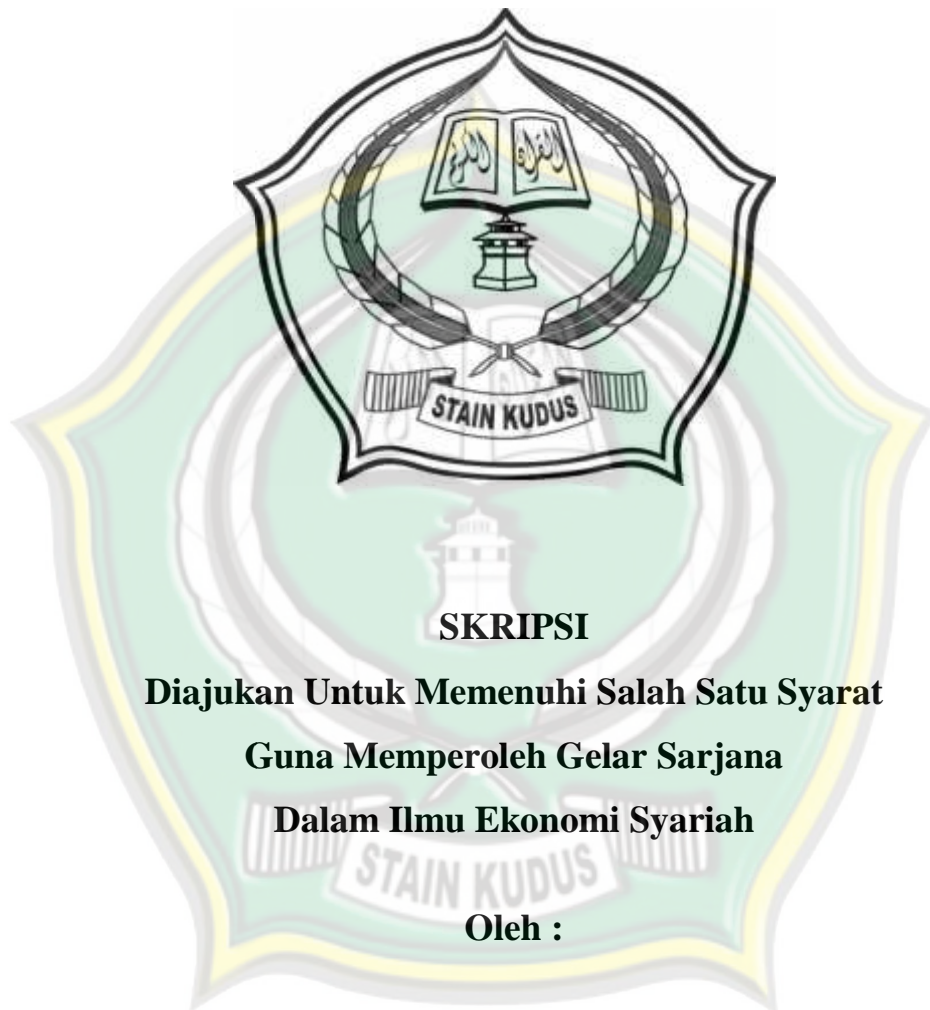 STAIN KUDUS
SKRIPSI
Diajukan Untuk Memenuhi Salah Satu Syarat
Guna Memperoleh Gelar Sarjana
Dalam Ilmu Ekonomi Syariah
STAIN KUDUS
Oleh :